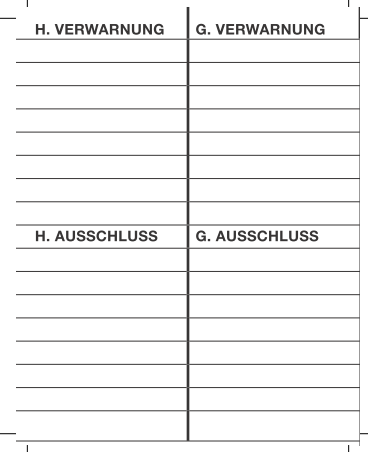 H. VERWARNUNG G. VERWARNUNG
H. AUSSCHLUSS G. AUSSCHLUSS